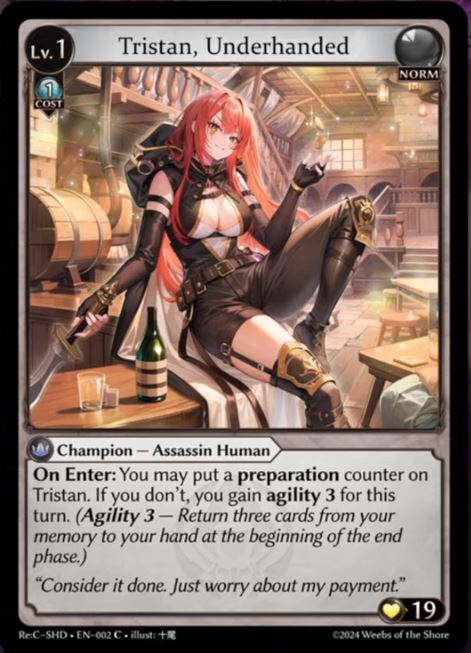 Lv.1
Tristan, Underhanded
NORM
1
COST
Champion — Assassin Human
On Enter: You may put a preparation counter on
Tristan. If you don't, you gain agility 3 for this
turn. (Agility 3 — Return three cards from your
memory to your hand at the beginning of the end
phase.)
"Consider it done. Just worry about my payment."
19
Re:C–SHD • EN–002 C • illust: 十尾
©2024 Weebs of the Shore